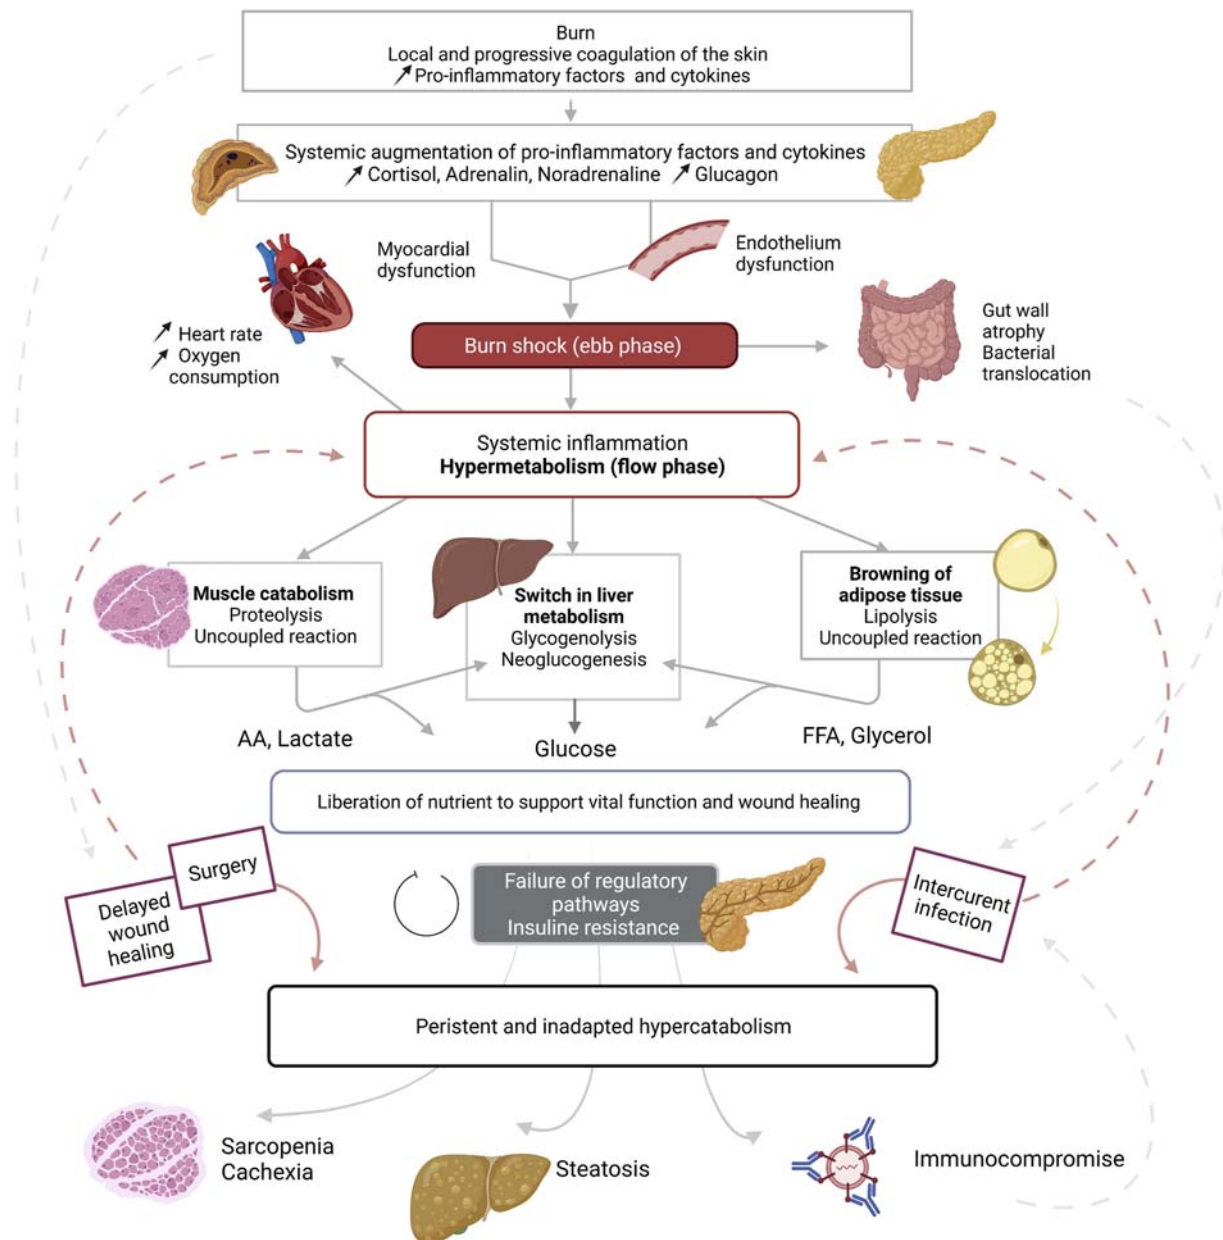 Burn
Local and progressive coagulation of the skin
↗ Pro-inflammatory factors and cytokines
Systemic augmentation of pro-inflammatory factors and cytokines
↗ Cortisol, Adrenalin, Noradrenaline ↗ Glucagon
Myocardial
dysfunction
Endothelium
dysfunction
↗ Heart rate
↗ Oxygen
consumption
Burn shock (ebb phase)
Gut wall
atrophy
Bacterial
translocation
Systemic inflammation
Hypermetabolism (flow phase)
Muscle catabolism
Proteolysis
Uncoupled reaction
Switch in liver
metabolism
Glycogenolysis
Neoglucogenesis
Browning of
adipose tissue
Lipolysis
Uncoupled reaction
AA, Lactate
Glucose
FFA, Glycerol
Liberation of nutrient to support vital function and wound healing
Surgery
Delayed
wound
healing
Failure of regulatory
pathways
Insuline resistance
Intercurent
infection
Peristent and inadapted hypercatabolism
Sarcopenia
Cachexia
Steatosis
Immunocompromise